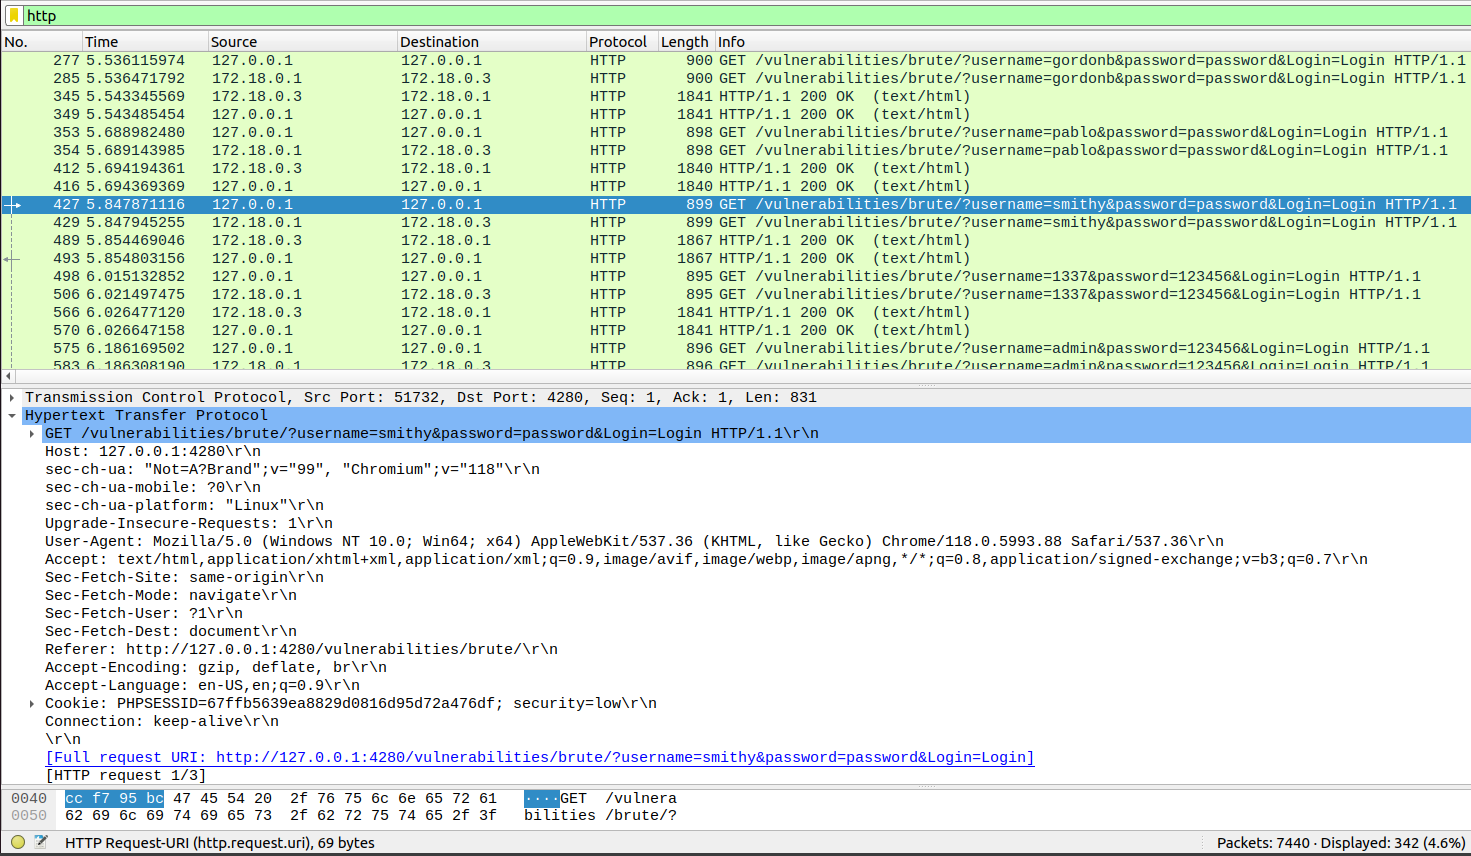 http
No. Time Source Destination Protocol Length Info
277 5.536115974 127.0.0.1 127.0.0.1 HTTP 900 GET /vulnerabilities/brute/?username=gordonb&password=password&Login=Login HTTP/1.1
285 5.536471792 172.18.0.1 172.18.0.3 HTTP 900 GET /vulnerabilities/brute/?username=gordonb&password=password&Login=Login HTTP/1.1
345 5.543345569 172.18.0.3 172.18.0.1 HTTP 1841 HTTP/1.1 200 OK (text/html)
349 5.543485454 127.0.0.1 127.0.0.1 HTTP 1841 HTTP/1.1 200 OK (text/html)
353 5.688982480 127.0.0.1 127.0.0.1 HTTP 898 GET /vulnerabilities/brute/?username=pablo&password=password&Login=Login HTTP/1.1
354 5.689143985 172.18.0.1 172.18.0.3 HTTP 898 GET /vulnerabilities/brute/?username=pablo&password=password&Login=Login HTTP/1.1
412 5.694194361 172.18.0.3 172.18.0.1 HTTP 1840 HTTP/1.1 200 OK (text/html)
416 5.694369369 127.0.0.1 127.0.0.1 HTTP 1840 HTTP/1.1 200 OK (text/html)
427 5.847871116 127.0.0.1 127.0.0.1 HTTP 899 GET /vulnerabilities/brute/?username=smithy&password=password&Login=Login HTTP/1.1
429 5.847945255 172.18.0.1 172.18.0.3 HTTP 899 GET /vulnerabilities/brute/?username=smithy&password=password&Login=Login HTTP/1.1
489 5.854469046 172.18.0.3 172.18.0.1 HTTP 1867 HTTP/1.1 200 OK (text/html)
493 5.854803156 127.0.0.1 127.0.0.1 HTTP 1867 HTTP/1.1 200 OK (text/html)
498 6.015132852 127.0.0.1 127.0.0.1 HTTP 895 GET /vulnerabilities/brute/?username=1337&password=123456&Login=Login HTTP/1.1
506 6.021497475 172.18.0.1 172.18.0.3 HTTP 895 GET /vulnerabilities/brute/?username=1337&password=123456&Login=Login HTTP/1.1
566 6.026477120 172.18.0.3 172.18.0.1 HTTP 1841 HTTP/1.1 200 OK (text/html)
570 6.026647158 127.0.0.1 127.0.0.1 HTTP 1841 HTTP/1.1 200 OK (text/html)
575 6.186169502 127.0.0.1 127.0.0.1 HTTP 896 GET /vulnerabilities/brute/?username=admin&password=123456&Login=Login HTTP/1.1
583 6.186308190 172.18.0.1 172.18.0.3 HTTP 896 GET /vulnerabilities/brute/?username=admin&password=123456&Login=Login HTTP/1.1
Transmission Control Protocol, Src Port: 51732, Dst Port: 4280, Seq: 1, Ack: 1, Len: 831
Hypertext Transfer Protocol
GET /vulnerabilities/brute/?username=smithy&password=password&Login=Login HTTP/1.1\r\n
Host: 127.0.0.1:4280\r\n
sec-ch-ua: "Not=A?Brand";v="99", "Chromium";v="118"\r\n
sec-ch-ua-mobile: ?0\r\n
sec-ch-ua-platform: "Linux"\r\n
Upgrade-Insecure-Requests: 1\r\n
User-Agent: Mozilla/5.0 (Windows NT 10.0; Win64; x64) AppleWebKit/537.36 (KHTML, like Gecko) Chrome/118.0.5993.88 Safari/537.36\r\n
Accept: text/html,application/xhtml+xml,application/xml;q=0.9,image/avif,image/webp,image/apng,*/*;q=0.8,application/signed-exchange;v=b3;q=0.7\r\n
Sec-Fetch-Site: same-origin\r\n
Sec-Fetch-Mode: navigate\r\n
Sec-Fetch-User: ?1\r\n
Sec-Fetch-Dest: document\r\n
Referer: http://127.0.0.1:4280/vulnerabilities/brute/\r\n
Accept-Encoding: gzip, deflate, br\r\n
Accept-Language: en-US,en;q=0.9\r\n
Cookie: PHPSESSID=67ffb5639ea8829d0816d95d72a476df; security=low\r\n
Connection: keep-alive\r\n
\r\n
[Full request URI: http://127.0.0.1:4280/vulnerabilities/brute/?username=smithy&password=password&Login=Login]
[HTTP request 1/3]
0040 cc f7 95 bc 47 45 54 20 2f 76 75 6c 6e 65 72 61 ····GET /vulnera
0050 62 69 6c 69 74 69 65 73 2f 62 72 75 74 65 2f 3f bilities /brute/?
HTTP Request-URI (http.request.uri), 69 bytes Packets: 7440 · Displayed: 342 (4.6%)